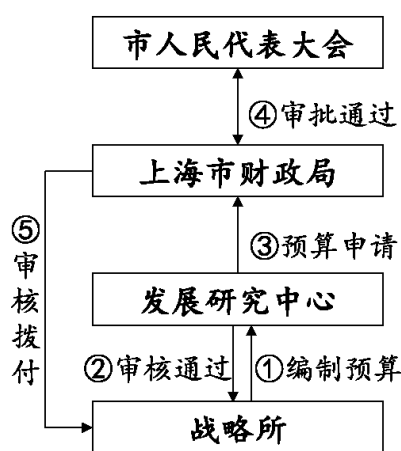 市人民代表大会
④审批通过
上海市财政局
⑤审核拨付
③预算申请
发展研究中心
②审核通过
①编制预算
战略所